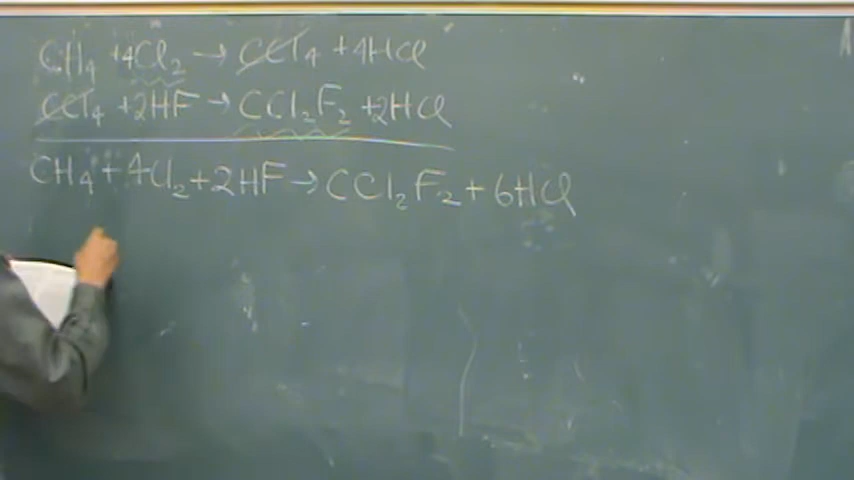 CH₄ + 4Cl₂ → CCl₄ + 4HCl
CCl₄ + 2HF → CCl₂F₂ + 2HCl
CH₄ + 4Cl₂ + 2HF → CCl₂F₂ + 6HCl